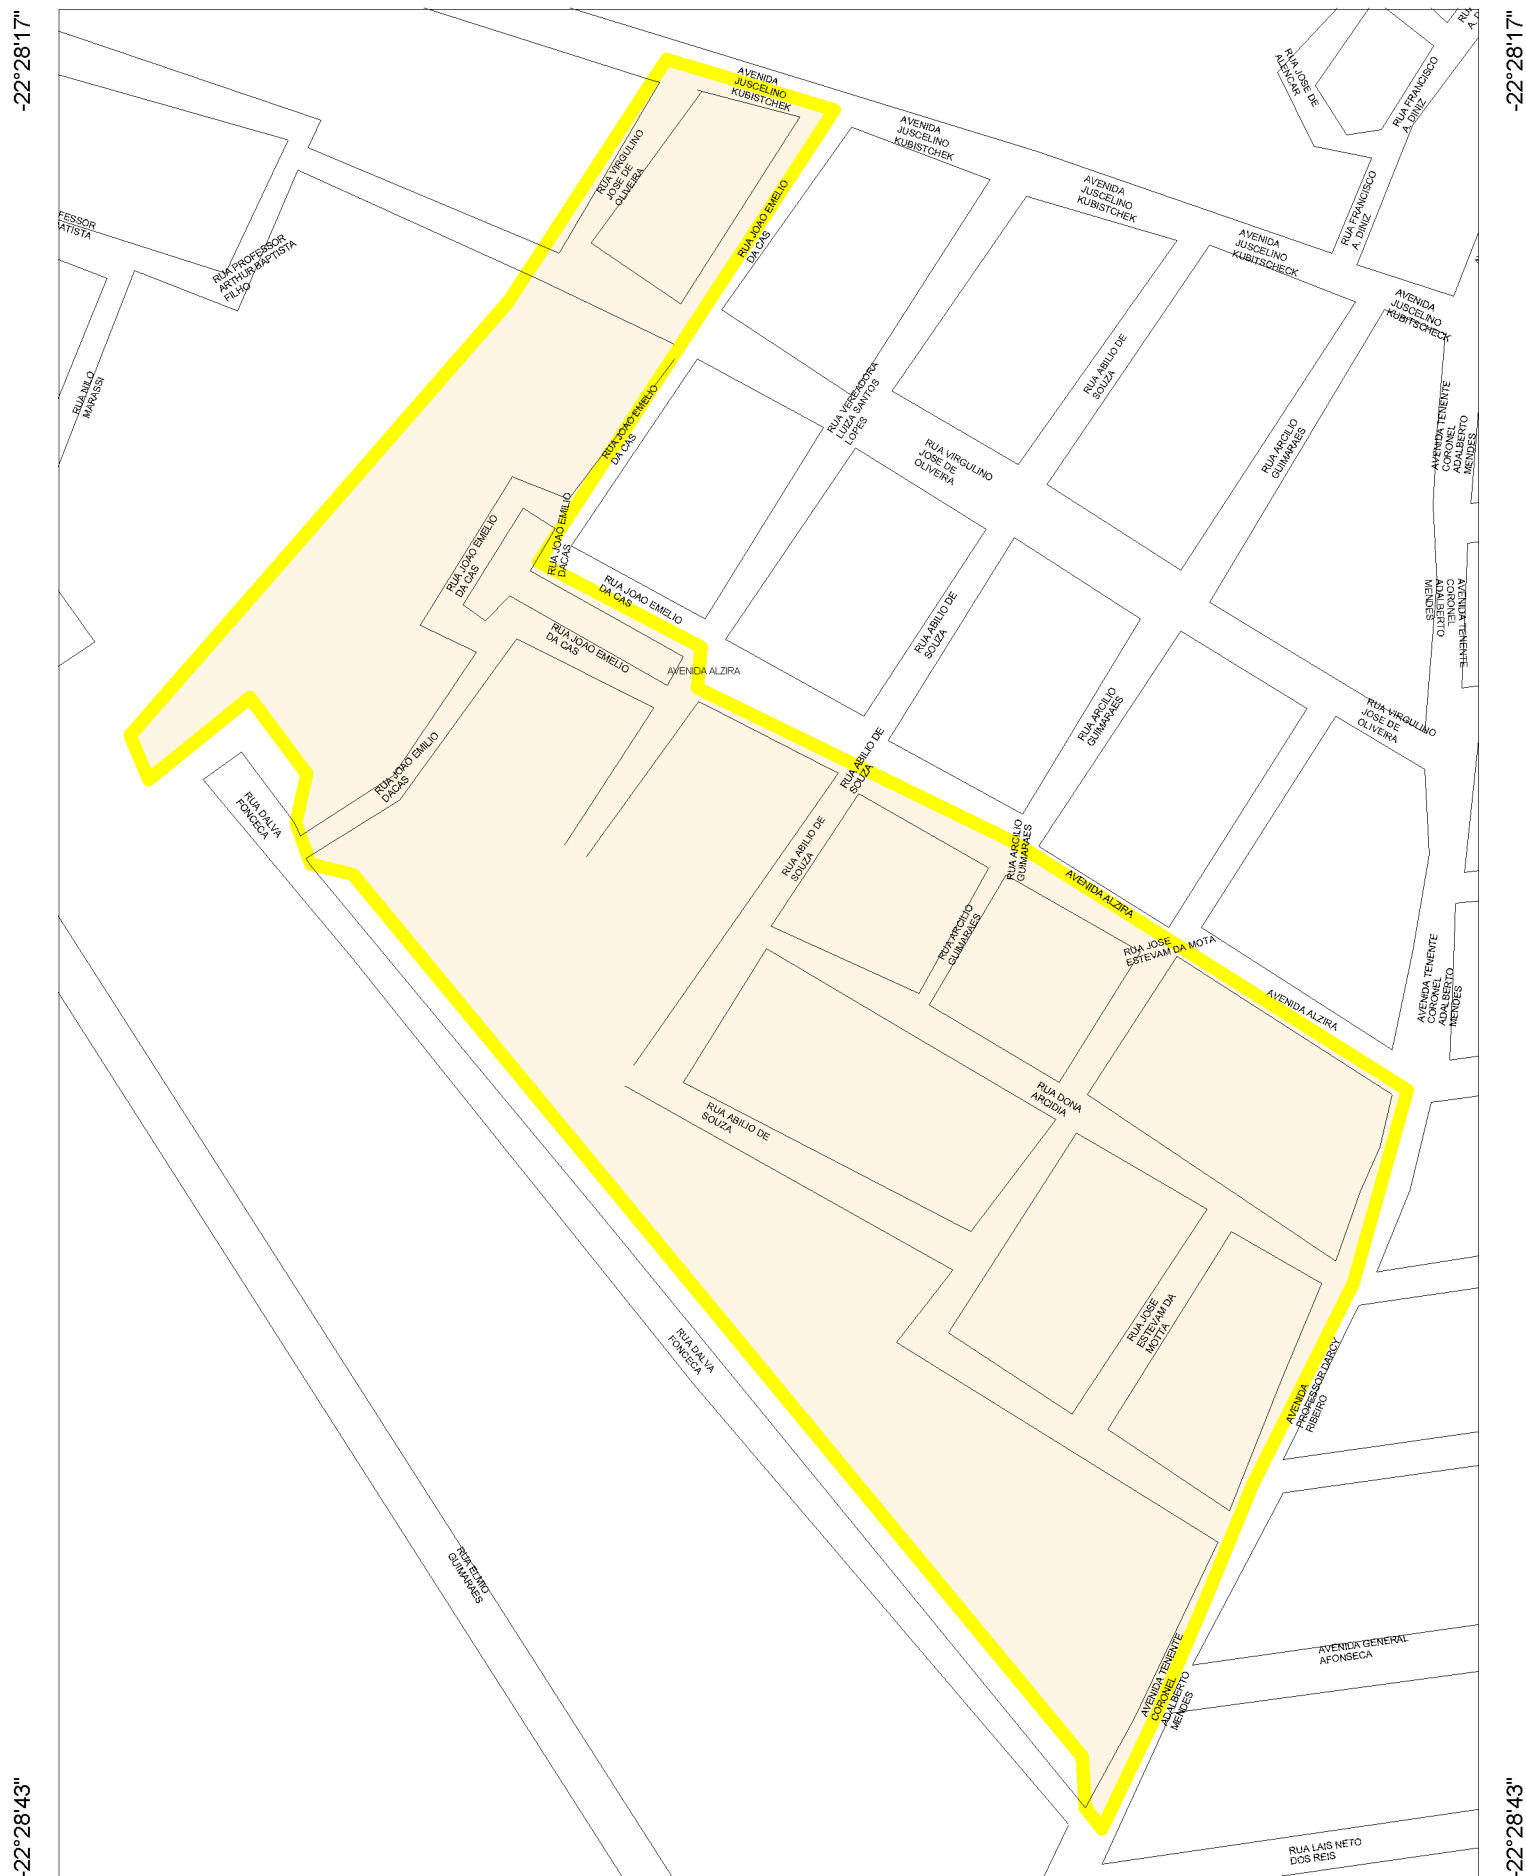 -22°28'17"
-22°28'17"
AVENIDA
JUSCELINO
KUBISTCHEK
RUA JOSE DE
ALENCAR
RUA FRANCISCO
A. DINIZ
AVENIDA
JUSCELINO
KUBISTCHEK
RUA VIRGULINO
JOSE DE
OLIVEIRA
AVENIDA
JUSCELINO
KUBISTCHEK
RUA FRANCISCO
A. DINIZ
RUA JOAO EMELIO
DA CAS
FESSOR
ATISTA
RUA PROFESSOR
ARTHUR BAPTISTA
FILHO
AVENIDA
JUSCELINO
KUBITSCHECK
AVENIDA
JUSCELINO
KUBITSCHECK
RUA NILO
MARASSI
RUA JOAO EMELIO
DA CAS
RUA VEREADORA
LUIZA SANTOS
LOPES
RUA ABILIO DE
SOUZA
RUA ARCILIO
GUIMARAES
AVENIDA TENENTE
CORONEL
ADALBERTO
MENDES
RUA VIRGULINO
JOSE DE
OLIVEIRA
RUA JOAO EMELIO
DA CAS
RUA JOAO EMILIO
DACAS
RUA JOAO EMELIO
DA CAS
RUA JOAO EMELIO
DA CAS
AVENIDA ALZIRA
RUA ABILIO DE
SOUZA
AVENIDA TENENTE
CORONEL
ADALBERTO
MENDES
RUA ARCILIO
GUIMARAES
RUA VIRGULINO
JOSE DE
OLIVEIRA
RUA JOAO EMILIO
DACAS
RUA ABILIO DE
SOUZA
RUA DALVA
FONCECA
RUA ABILIO DE
SOUZA
RUA ARCILIO
GUIMARAES
AVENIDA ALZIRA
RUA ARCILIO
GUIMARAES
RUA JOSE
ESTEVAM DA MOTA
AVENIDA ALZIRA
AVENIDA TENENTE
CORONEL
ADALBERTO
MENDES
RUA DONA
ARCIDIA
RUA ABILIO DE
SOUZA
RUA JOSE
ESTEVAM DA
MOTTA
RUA DALVA
FONCECA
AVENIDA
PROFESSOR DARCY
RIBEIRO
RUA ELMIO
GUIMARAES
AVENIDA TENENTE
CORONEL
ADALBERTO
MENDES
AVENIDA GENERAL
AFONSECA
RUA LAIS NETO
DOS REIS
-22°28'43"
-22°28'43"